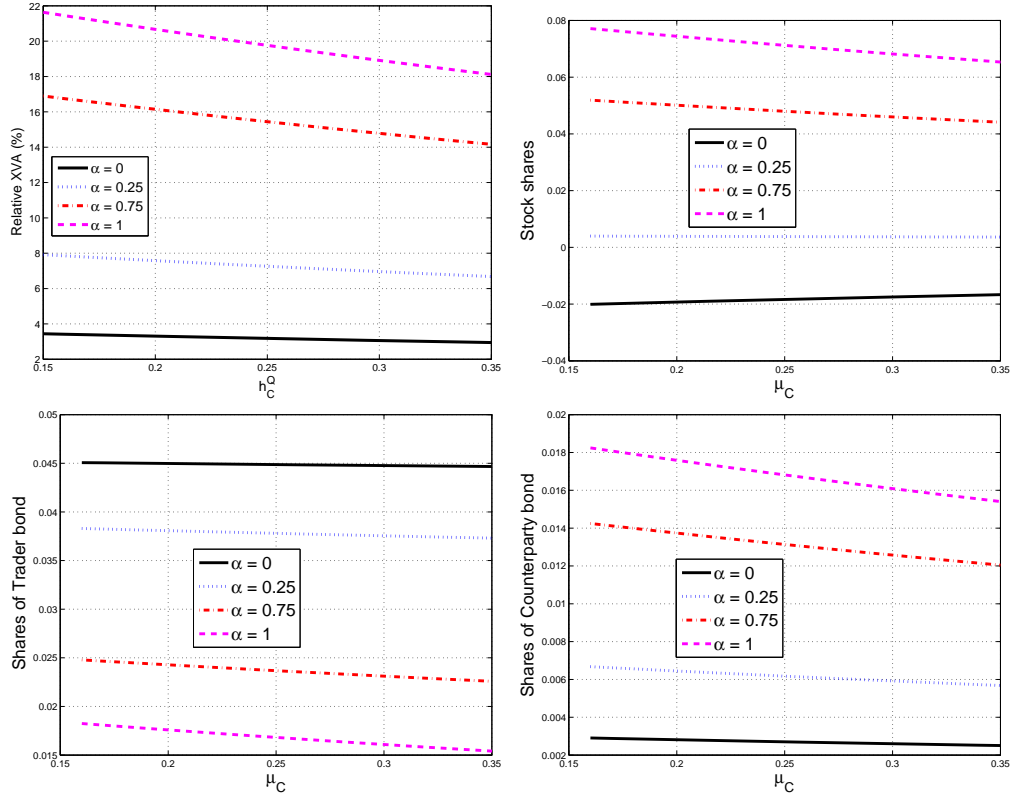 22
20
18
16
14
12
10
8
6
4
2
Relative XVA (%)
α = 0
α = 0.25
α = 0.75
α = 1
0.15 0.2 0.25 0.3 0.35
h_C^Q
0.08
0.06
0.04
0.02
0
−0.02
−0.04
Stock shares
α = 0
α = 0.25
α = 0.75
α = 1
0.15 0.2 0.25 0.3 0.35
μ_C
0.05
0.045
0.04
0.035
0.03
0.025
0.02
0.015
Shares of Trader bond
α = 0
α = 0.25
α = 0.75
α = 1
0.15 0.2 0.25 0.3 0.35
μ_C
0.02
0.018
0.016
0.014
0.012
0.01
0.008
0.006
0.004
0.002
Shares of Counterparty bond
α = 0
α = 0.25
α = 0.75
α = 1
0.15 0.2 0.25 0.3 0.35
μ_C